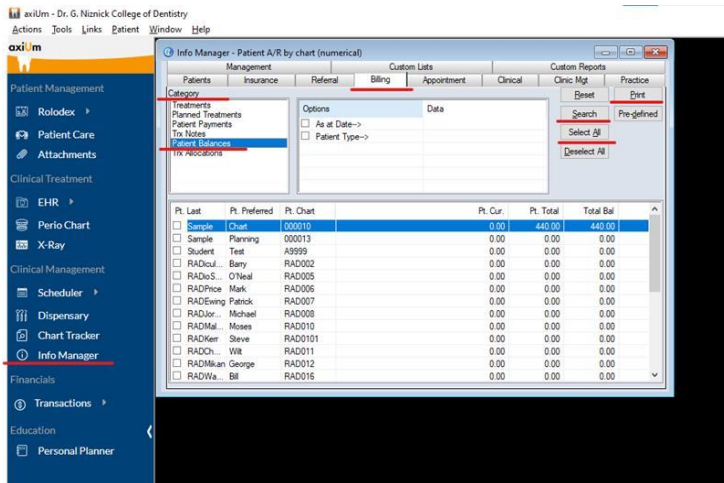 axiUm - Dr. G. Niznick College of Dentistry
Actions Tools Links Patient Window Help
axiUm
Patient Management
Rolodex
Patient Care
Attachments
Clinical Treatment
EHR
Perio Chart
X-Ray
Clinical Management
Scheduler
Dispensary
Chart Tracker
Info Manager
Financials
Transactions
Education
Personal Planner
Info Manager - Patient A/R by chart (numerical)
Management Custom Lists Custom Reports
Patients Insurance Referral Billing Appointment Clinical Clinic Mgt Practice
Category
Treatments
Planned Treatments
Patient Payments
Trx Notes
Patient Balances
Trx Allocations
Options Data
As at Date-->
Patient Type-->
Reset Print
Search Pre-defined
Select All
Deselect All
Pt. Last Pt. Preferred Pt. Chart Pt. Cur. Pt. Total Total Bal
Sample Chart 000010 0.00 440.00 440.00
Sample Planning 000013 0.00 0.00 0.00
Student Test A9999 0.00 0.00 0.00
RADicul... Barry RAD002 0.00 0.00 0.00
RADioS... O'Neal RAD005 0.00 0.00 0.00
RADPrice Mark RAD006 0.00 0.00 0.00
RADEwing Patrick RAD007 0.00 0.00 0.00
RADJor... Michael RAD008 0.00 0.00 0.00
RADMal... Moses RAD010 0.00 0.00 0.00
RADKerr Steve RAD0101 0.00 0.00 0.00
RADCh... Wilt RAD011 0.00 0.00 0.00
RADMikan George RAD012 0.00 0.00 0.00
RADWa... Bill RAD016 0.00 0.00 0.00